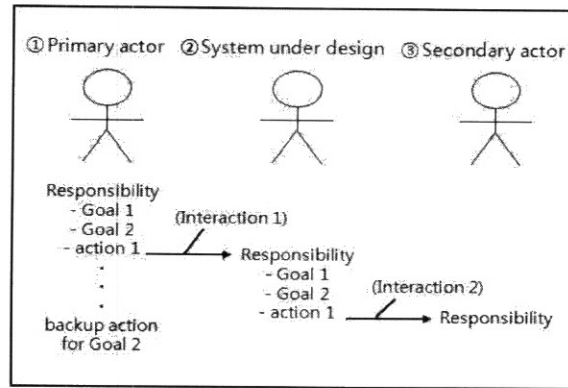 ① Primary actor ② System under design ③ Secondary actor
Responsibility
- Goal 1
- Goal 2
- action 1
(Interaction 1)
Responsibility
- Goal 1
- Goal 2
- action 1
(Interaction 2)
Responsibility
backup action
for Goal 2